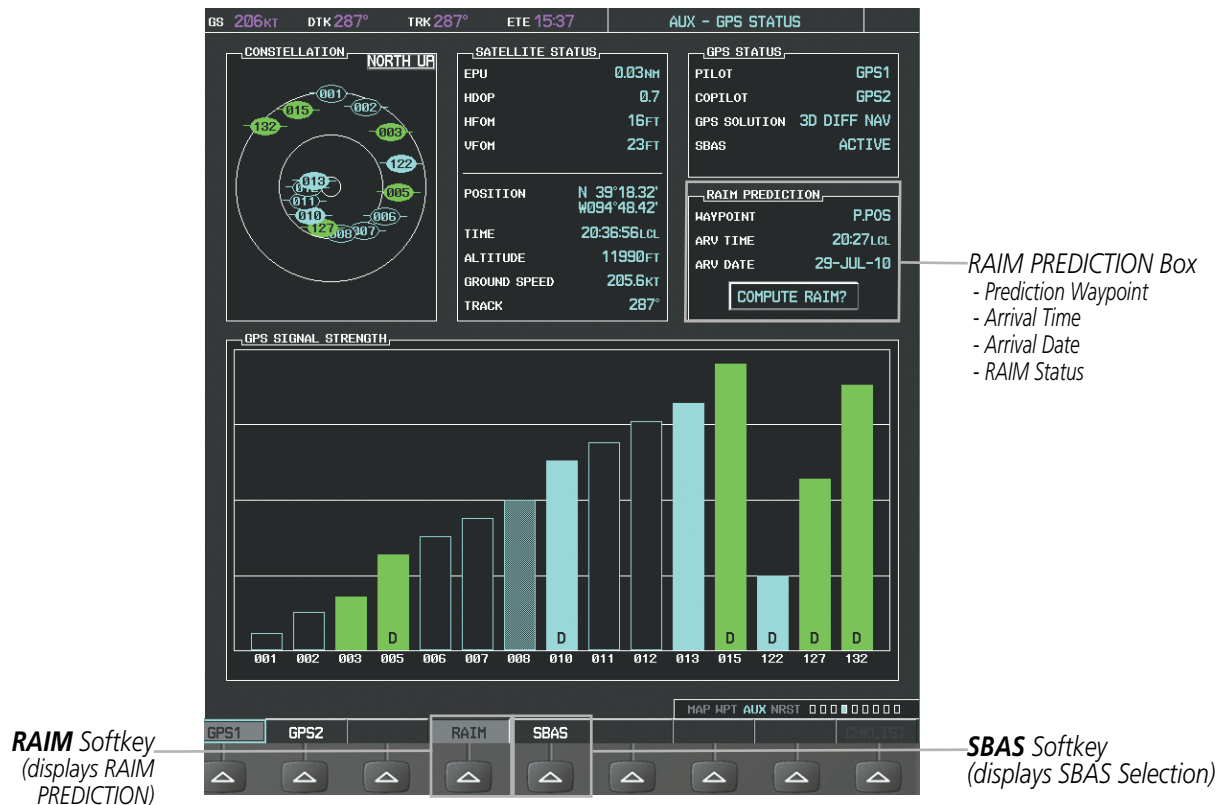 GS 206KT DTK 287° TRK 287° ETE 15:37 AUX – GPS STATUS
CONSTELLATION
NORTH UP
001
002
015
132
003
122
013
005
011
010
006
127
008
007
SATELLITE STATUS
EPU 0.03NM
HDOP 0.7
HFOM 16FT
VFOM 23FT
POSITION N 39°18.32'
W094°48.42'
TIME 20:36:56LCL
ALTITUDE 11990FT
GROUND SPEED 205.6KT
TRACK 287°
GPS STATUS
PILOT GPS1
COPILOT GPS2
GPS SOLUTION 3D DIFF NAV
SBAS ACTIVE
RAIM PREDICTION
WAYPOINT P.POS
ARV TIME 20:27LCL
ARV DATE 29-JUL-10
COMPUTE RAIM?
RAIM PREDICTION Box
- Prediction Waypoint
- Arrival Time
- Arrival Date
- RAIM Status
GPS SIGNAL STRENGTH
D D D D D D
001 002 003 005 006 007 008 010 011 012 013 015 122 127 132
MAP WPT AUX NRST
GPS1 GPS2 RAIM SBAS CHKLIST
RAIM Softkey
(displays RAIM
PREDICTION)
SBAS Softkey
(displays SBAS Selection)